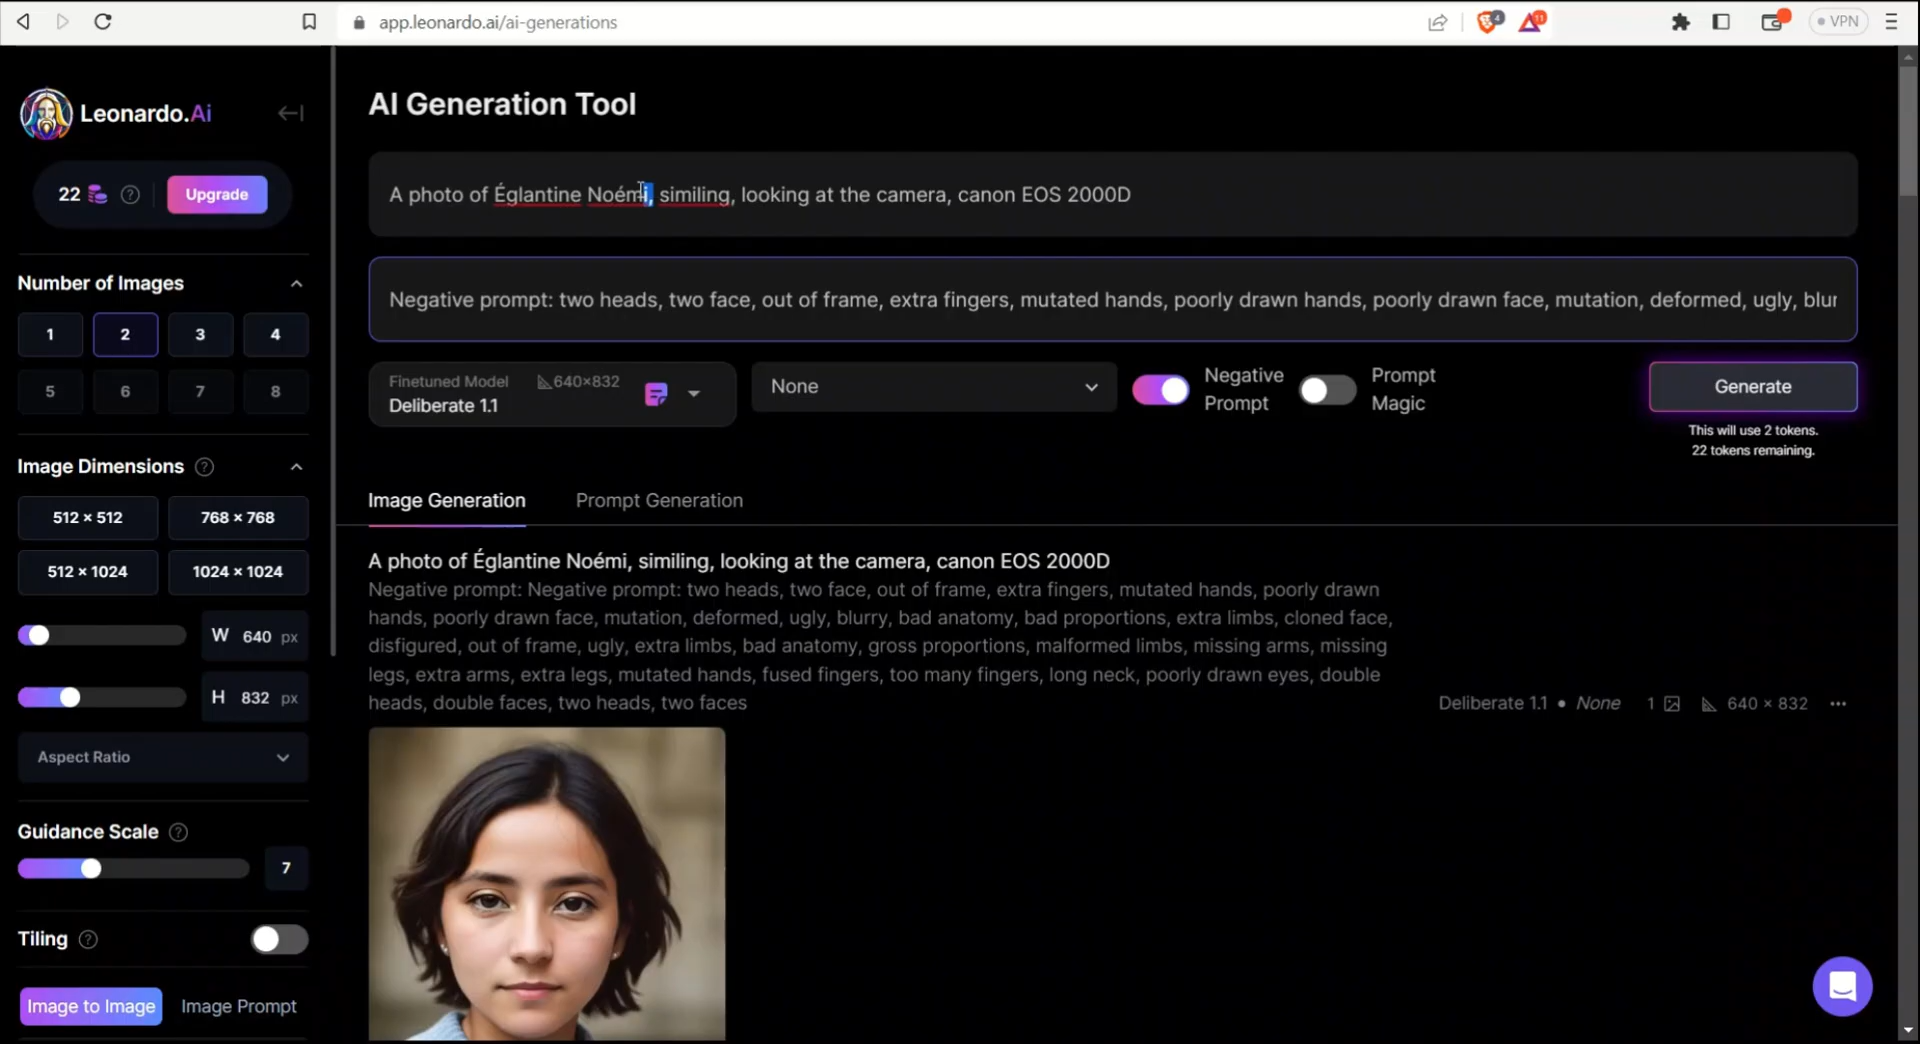 app.leonardo.ai/ai-generations
4
11
VPN
Leonardo.Ai
22
Upgrade
Number of Images
1
2
3
4
5
6
7
8
Image Dimensions
512 × 512
768 × 768
512 × 1024
1024 × 1024
W 640 px
H 832 px
Aspect Ratio
Guidance Scale
7
Tiling
Image to Image
Image Prompt
AI Generation Tool
A photo of Églantine Noémi, similing, looking at the camera, canon EOS 2000D
Negative prompt: two heads, two face, out of frame, extra fingers, mutated hands, poorly drawn hands, poorly drawn face, mutation, deformed, ugly, blur
Finetuned Model
640×832
Deliberate 1.1
None
Negative
Prompt
Prompt
Magic
Generate
This will use 2 tokens.
22 tokens remaining.
Image Generation
Prompt Generation
A photo of Églantine Noémi, similing, looking at the camera, canon EOS 2000D
Negative prompt: Negative prompt: two heads, two face, out of frame, extra fingers, mutated hands, poorly drawn
hands, poorly drawn face, mutation, deformed, ugly, blurry, bad anatomy, bad proportions, extra limbs, cloned face,
disfigured, out of frame, ugly, extra limbs, bad anatomy, gross proportions, malformed limbs, missing arms, missing
legs, extra arms, extra legs, mutated hands, fused fingers, too many fingers, long neck, poorly drawn eyes, double
heads, double faces, two heads, two faces
Deliberate 1.1 • None 1 640 × 832